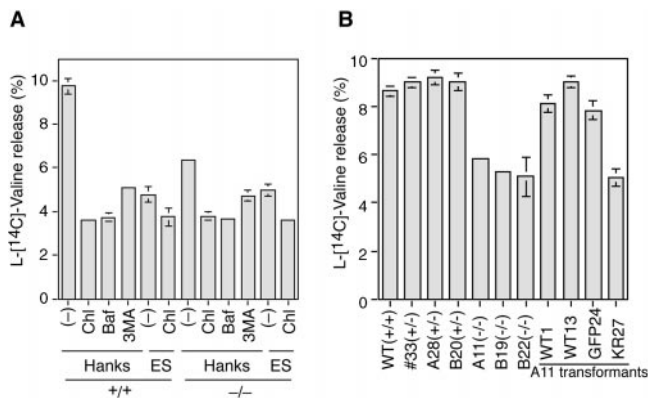 A
L-[14C]-Valine release (%)
10
8
6
4
2
0
(–)
Chl
Baf
3MA
(–)
Chl
(–)
Chl
Baf
3MA
(–)
Chl
Hanks ES Hanks ES
+/+ –/–
B
L-[14C]-Valine release (%)
10
8
6
4
2
0
WT(+/+)
#33(+/-)
A28(+/-)
B20(+/-)
A11(-/-)
B19(-/-)
B22(-/-)
WT1
WT13
GFP24
KR27
A11 transformants